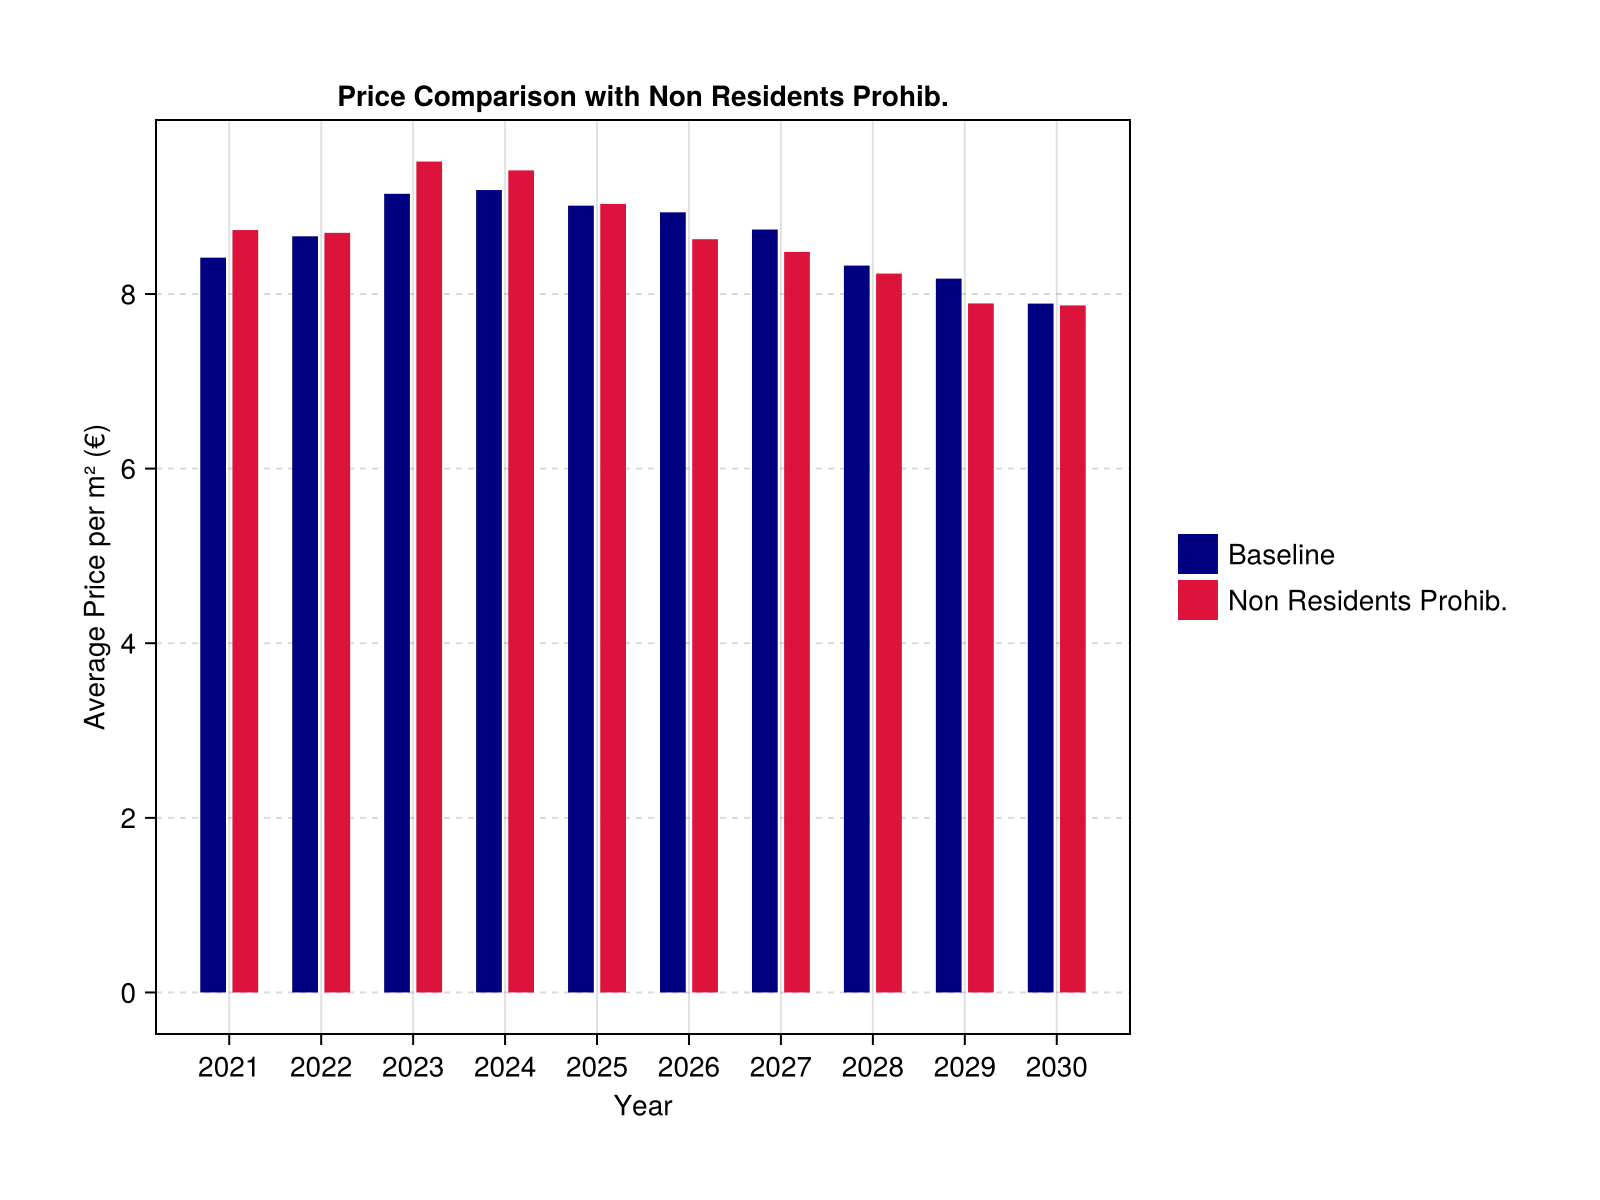 Price Comparison with Non Residents Prohib.
Average Price per m² (€)
8
6
4
2
0
2021 2022 2023 2024 2025 2026 2027 2028 2029 2030
Year
Baseline
Non Residents Prohib.